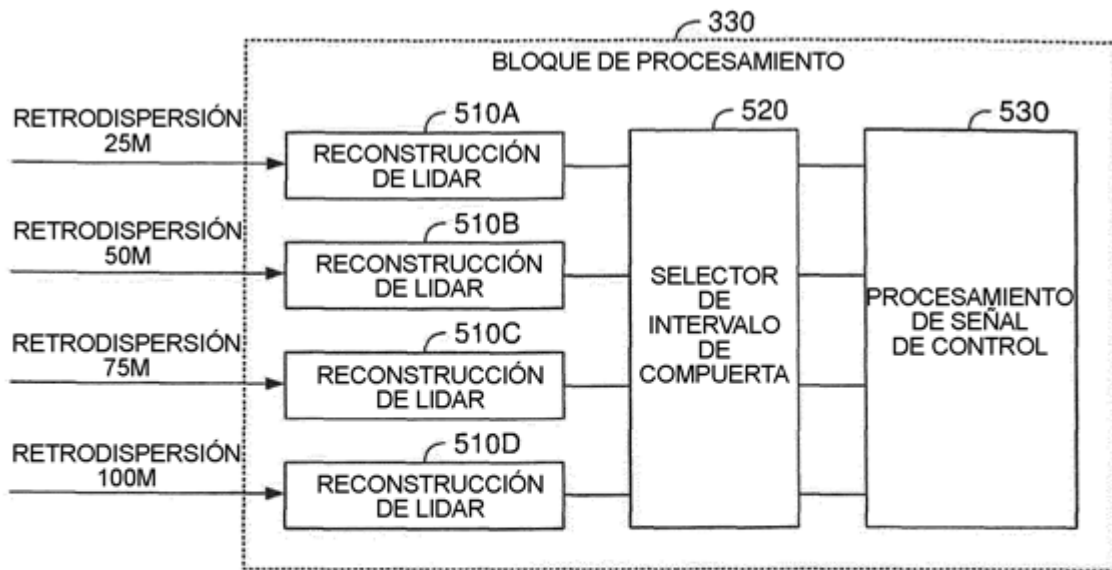 330
BLOQUE DE PROCESAMIENTO
RETRODISPERSIÓN
25M
510A
RECONSTRUCCIÓN
DE LIDAR
RETRODISPERSIÓN
50M
510B
RECONSTRUCCIÓN
DE LIDAR
RETRODISPERSIÓN
75M
510C
RECONSTRUCCIÓN
DE LIDAR
RETRODISPERSIÓN
100M
510D
RECONSTRUCCIÓN
DE LIDAR
520
SELECTOR
DE
INTERVALO
DE
COMPUERTA
530
PROCESAMIENTO
DE SEÑAL
DE CONTROL